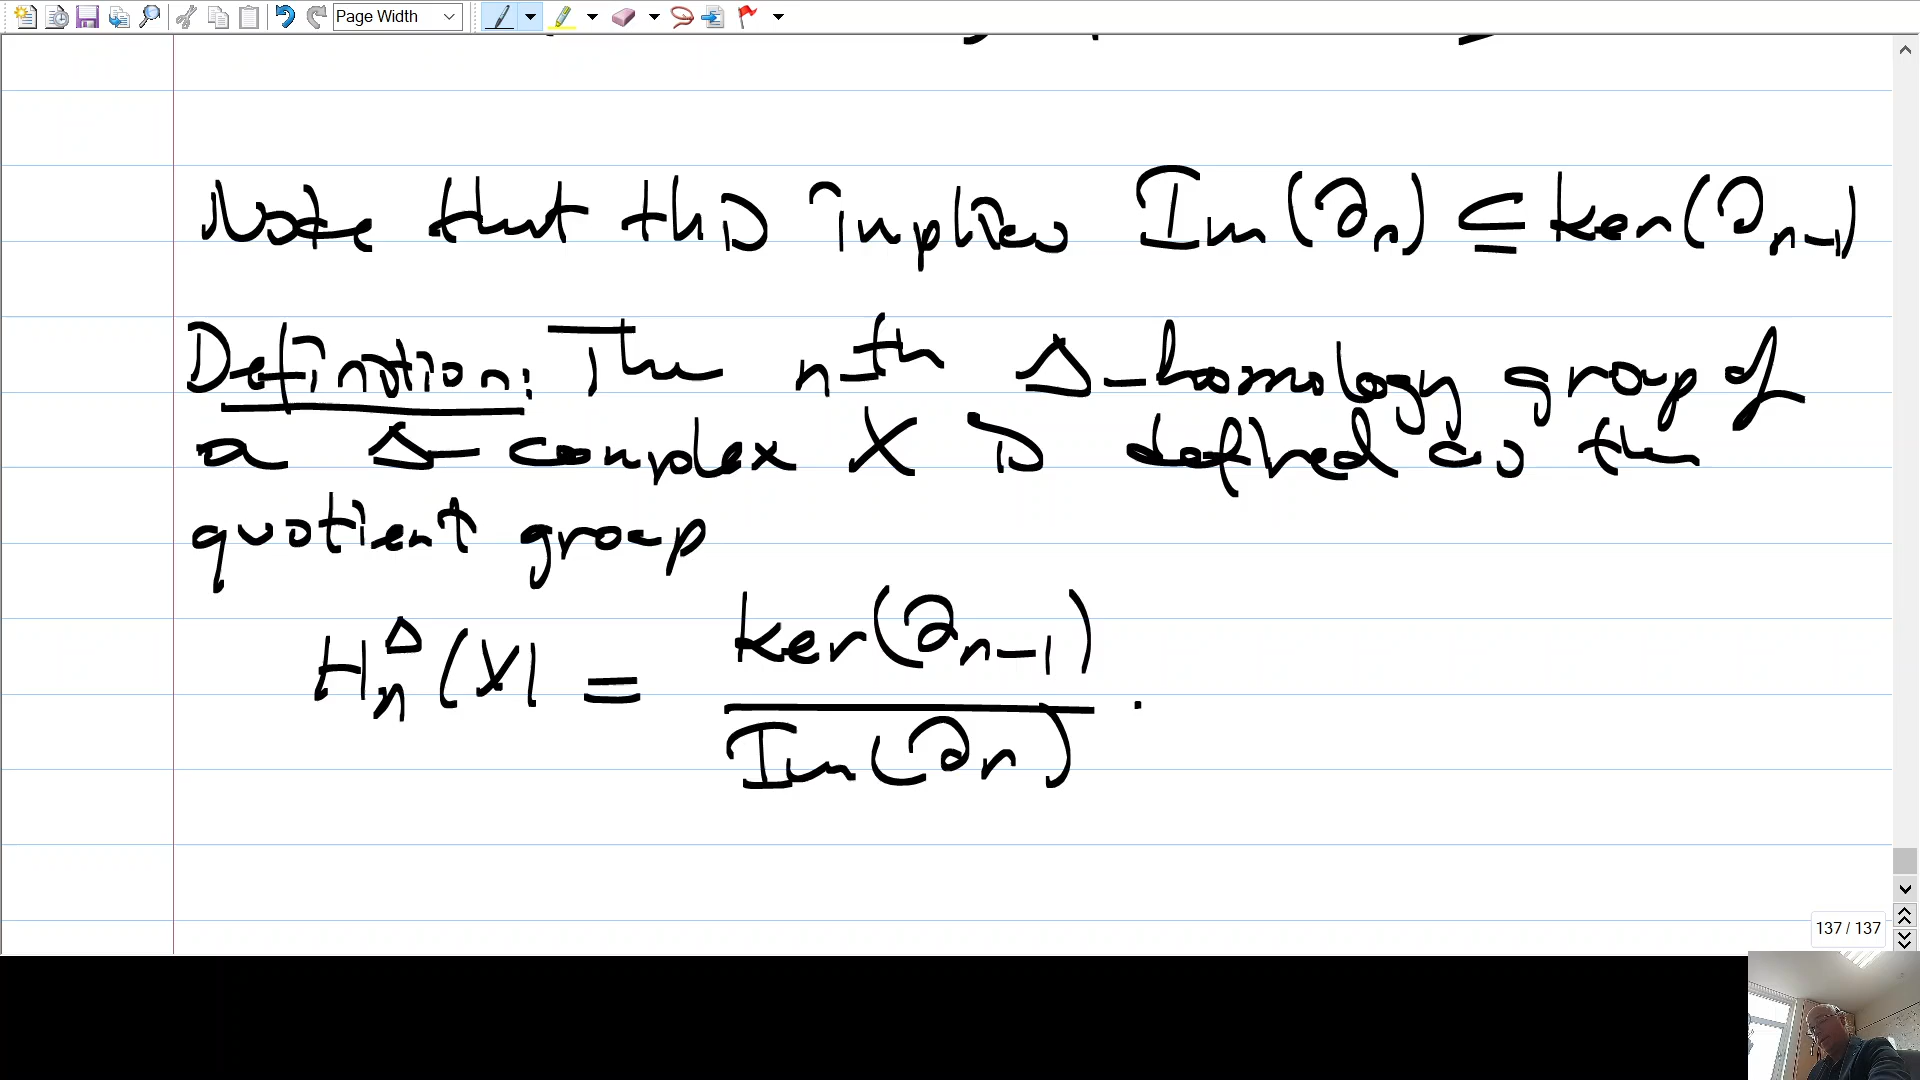 Page Width
Note that this implies Im(∂ₙ) ⊆ ker(∂ₙ₋₁)
Definition: The nth Δ-homology group of
a Δ-complex X is defined as the
quotient group
Hₙ^Δ(X) = ker(∂ₙ₋₁) / Im(∂ₙ) .
137 / 137